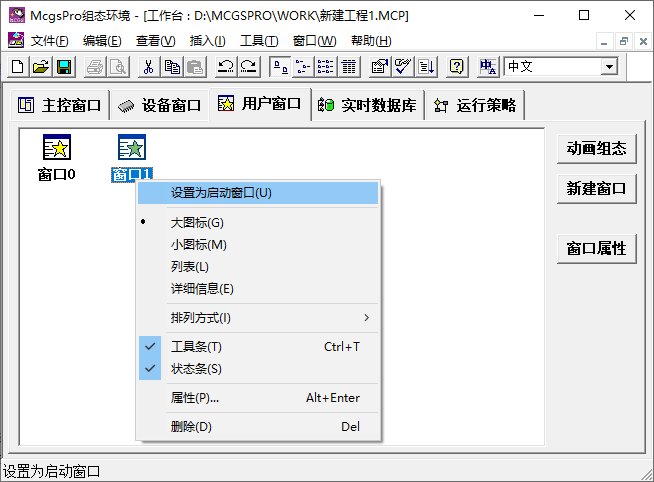 McgsPro组态环境 - [工作台 : D:\MCGSPRO\WORK\新建工程1.MCP]
文件(F) 编辑(E) 查看(V) 插入(I) 工具(T) 窗口(W) 帮助(H)
中文
主控窗口 设备窗口 用户窗口 实时数据库 运行策略
窗口0 窗口1
动画组态
新建窗口
窗口属性
设置为启动窗口(U)
大图标(G)
小图标(M)
列表(L)
详细信息(E)
排列方式(I)
工具条(T) Ctrl+T
状态条(S)
属性(P)... Alt+Enter
删除(D) Del
设置为启动窗口